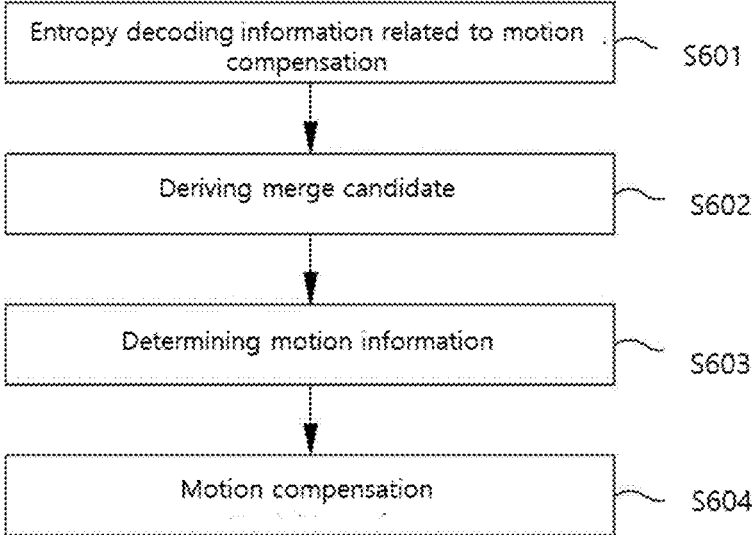 Entropy decoding information related to motion
compensation
S601
Deriving merge candidate
S602
Determining motion information
S603
Motion compensation
S604